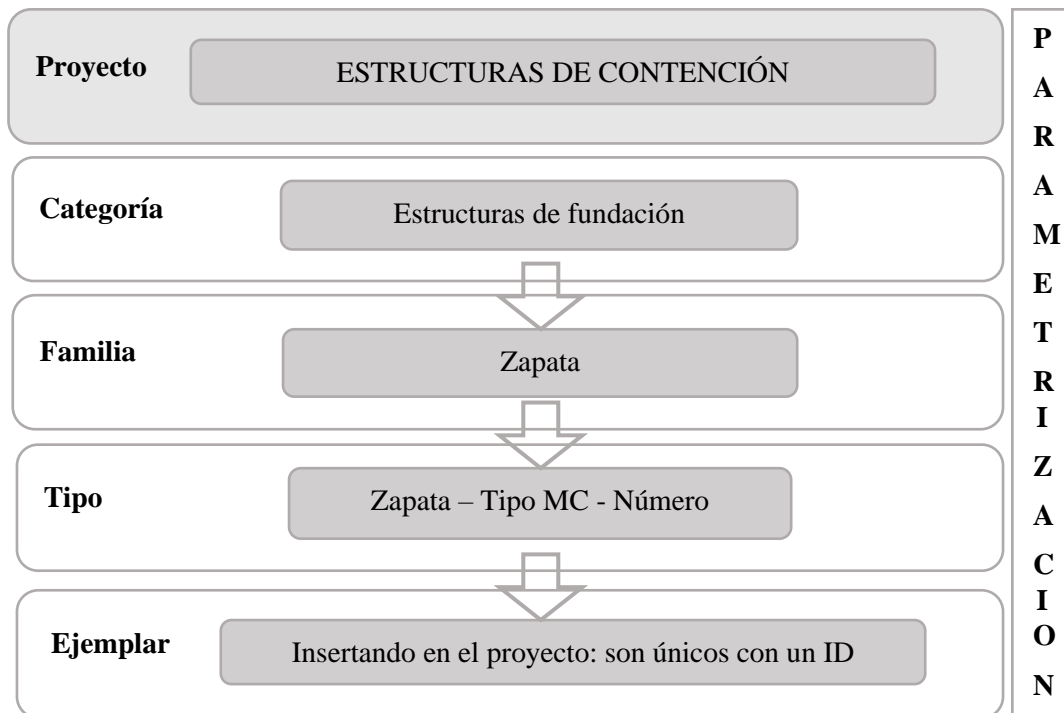 Proyecto
ESTRUCTURAS DE CONTENCIÓN
Categoría
Estructuras de fundación
Familia
Zapata
Tipo
Zapata – Tipo MC - Número
Ejemplar
Insertando en el proyecto: son únicos con un ID
P
A
R
A
M
E
T
R
I
Z
A
C
I
O
N